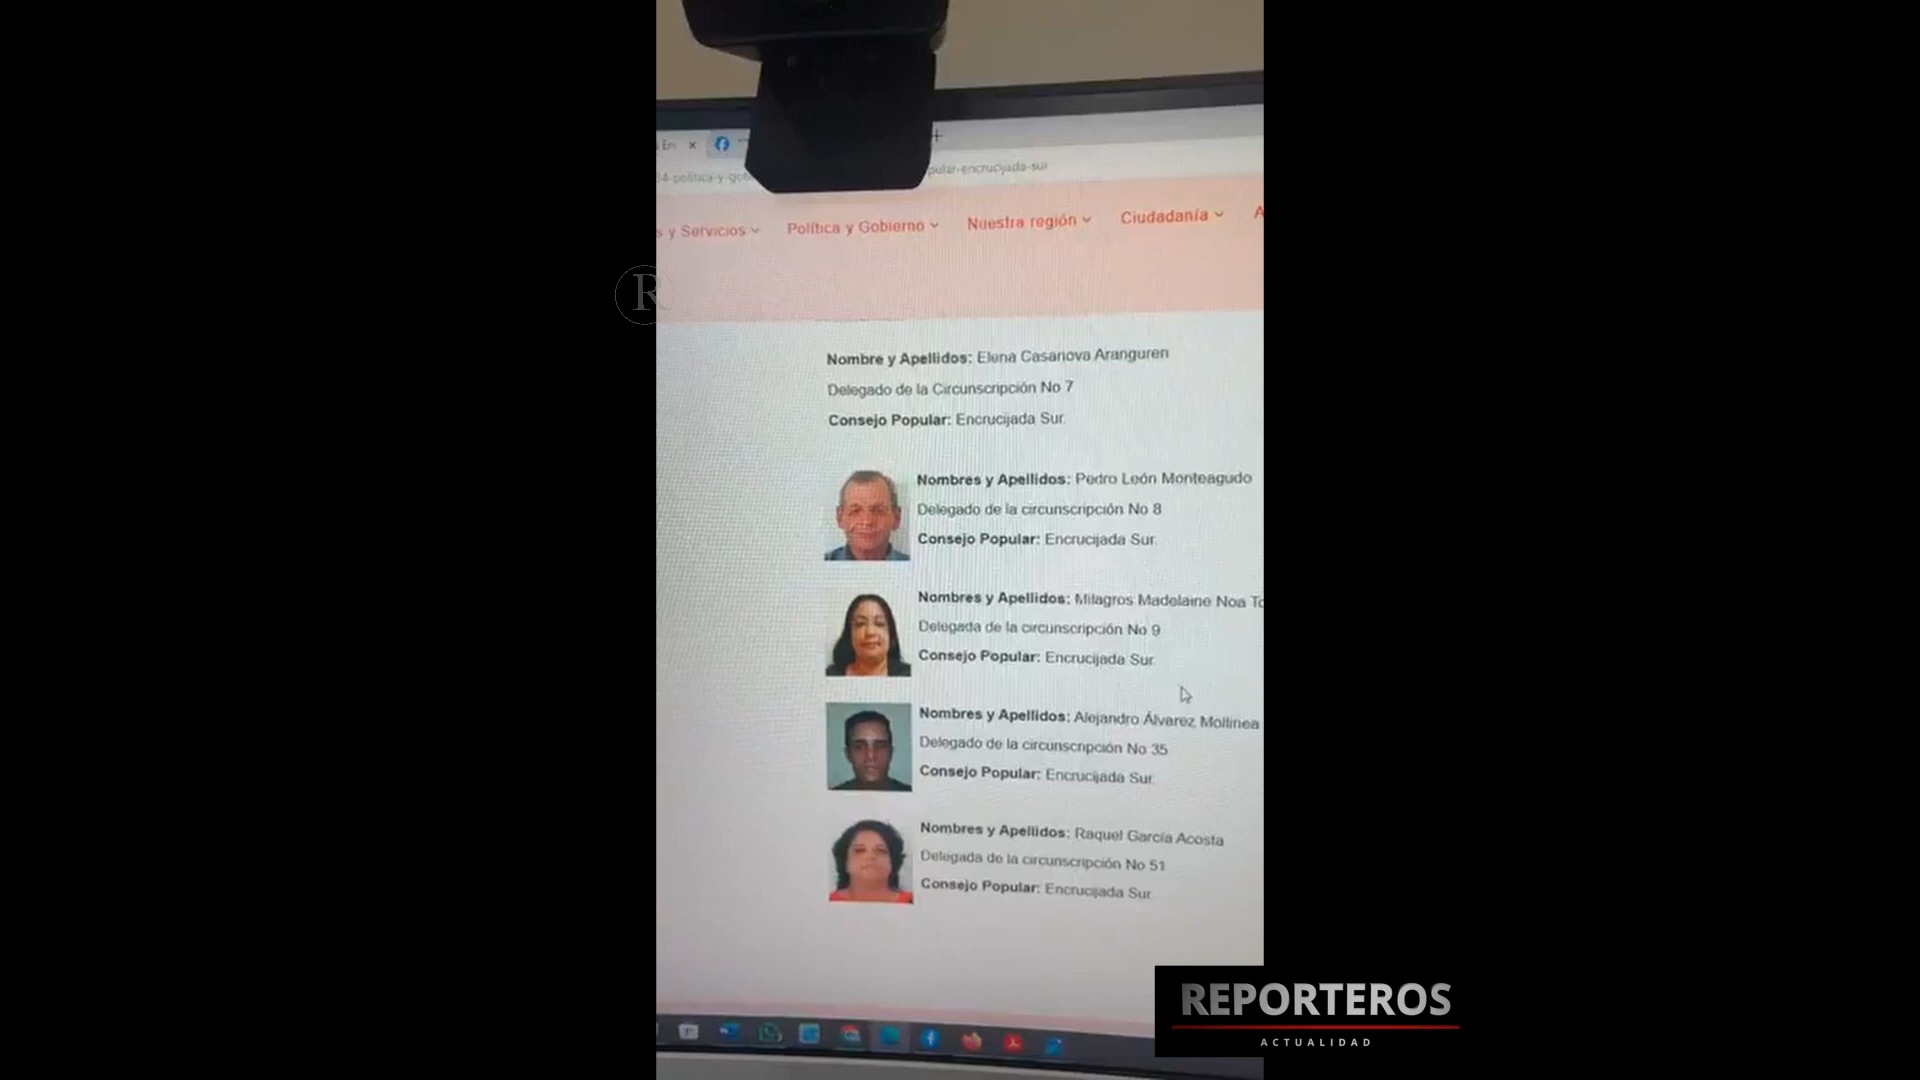 pular-encrucijada-sur
s y Servicios
Política y Gobierno
Nuestra región
Ciudadanía
A
R
Nombre y Apellidos: Elena Casanova Aranguren
Delegado de la Circunscripción No 7
Consejo Popular: Encrucijada Sur.
Nombres y Apellidos: Pedro León Monteagudo
Delegado de la circunscripción No 8
Consejo Popular: Encrucijada Sur.
Nombres y Apellidos: Milagros Madelaine Noa To
Delegada de la circunscripción No 9
Consejo Popular: Encrucijada Sur.
Nombres y Apellidos: Alejandro Álvarez Mollinea
Delegado de la circunscripción No 35
Consejo Popular: Encrucijada Sur.
Nombres y Apellidos: Raquel García Acosta
Delegada de la circunscripción No 51
Consejo Popular: Encrucijada Sur
REPORTEROS
ACTUALIDAD